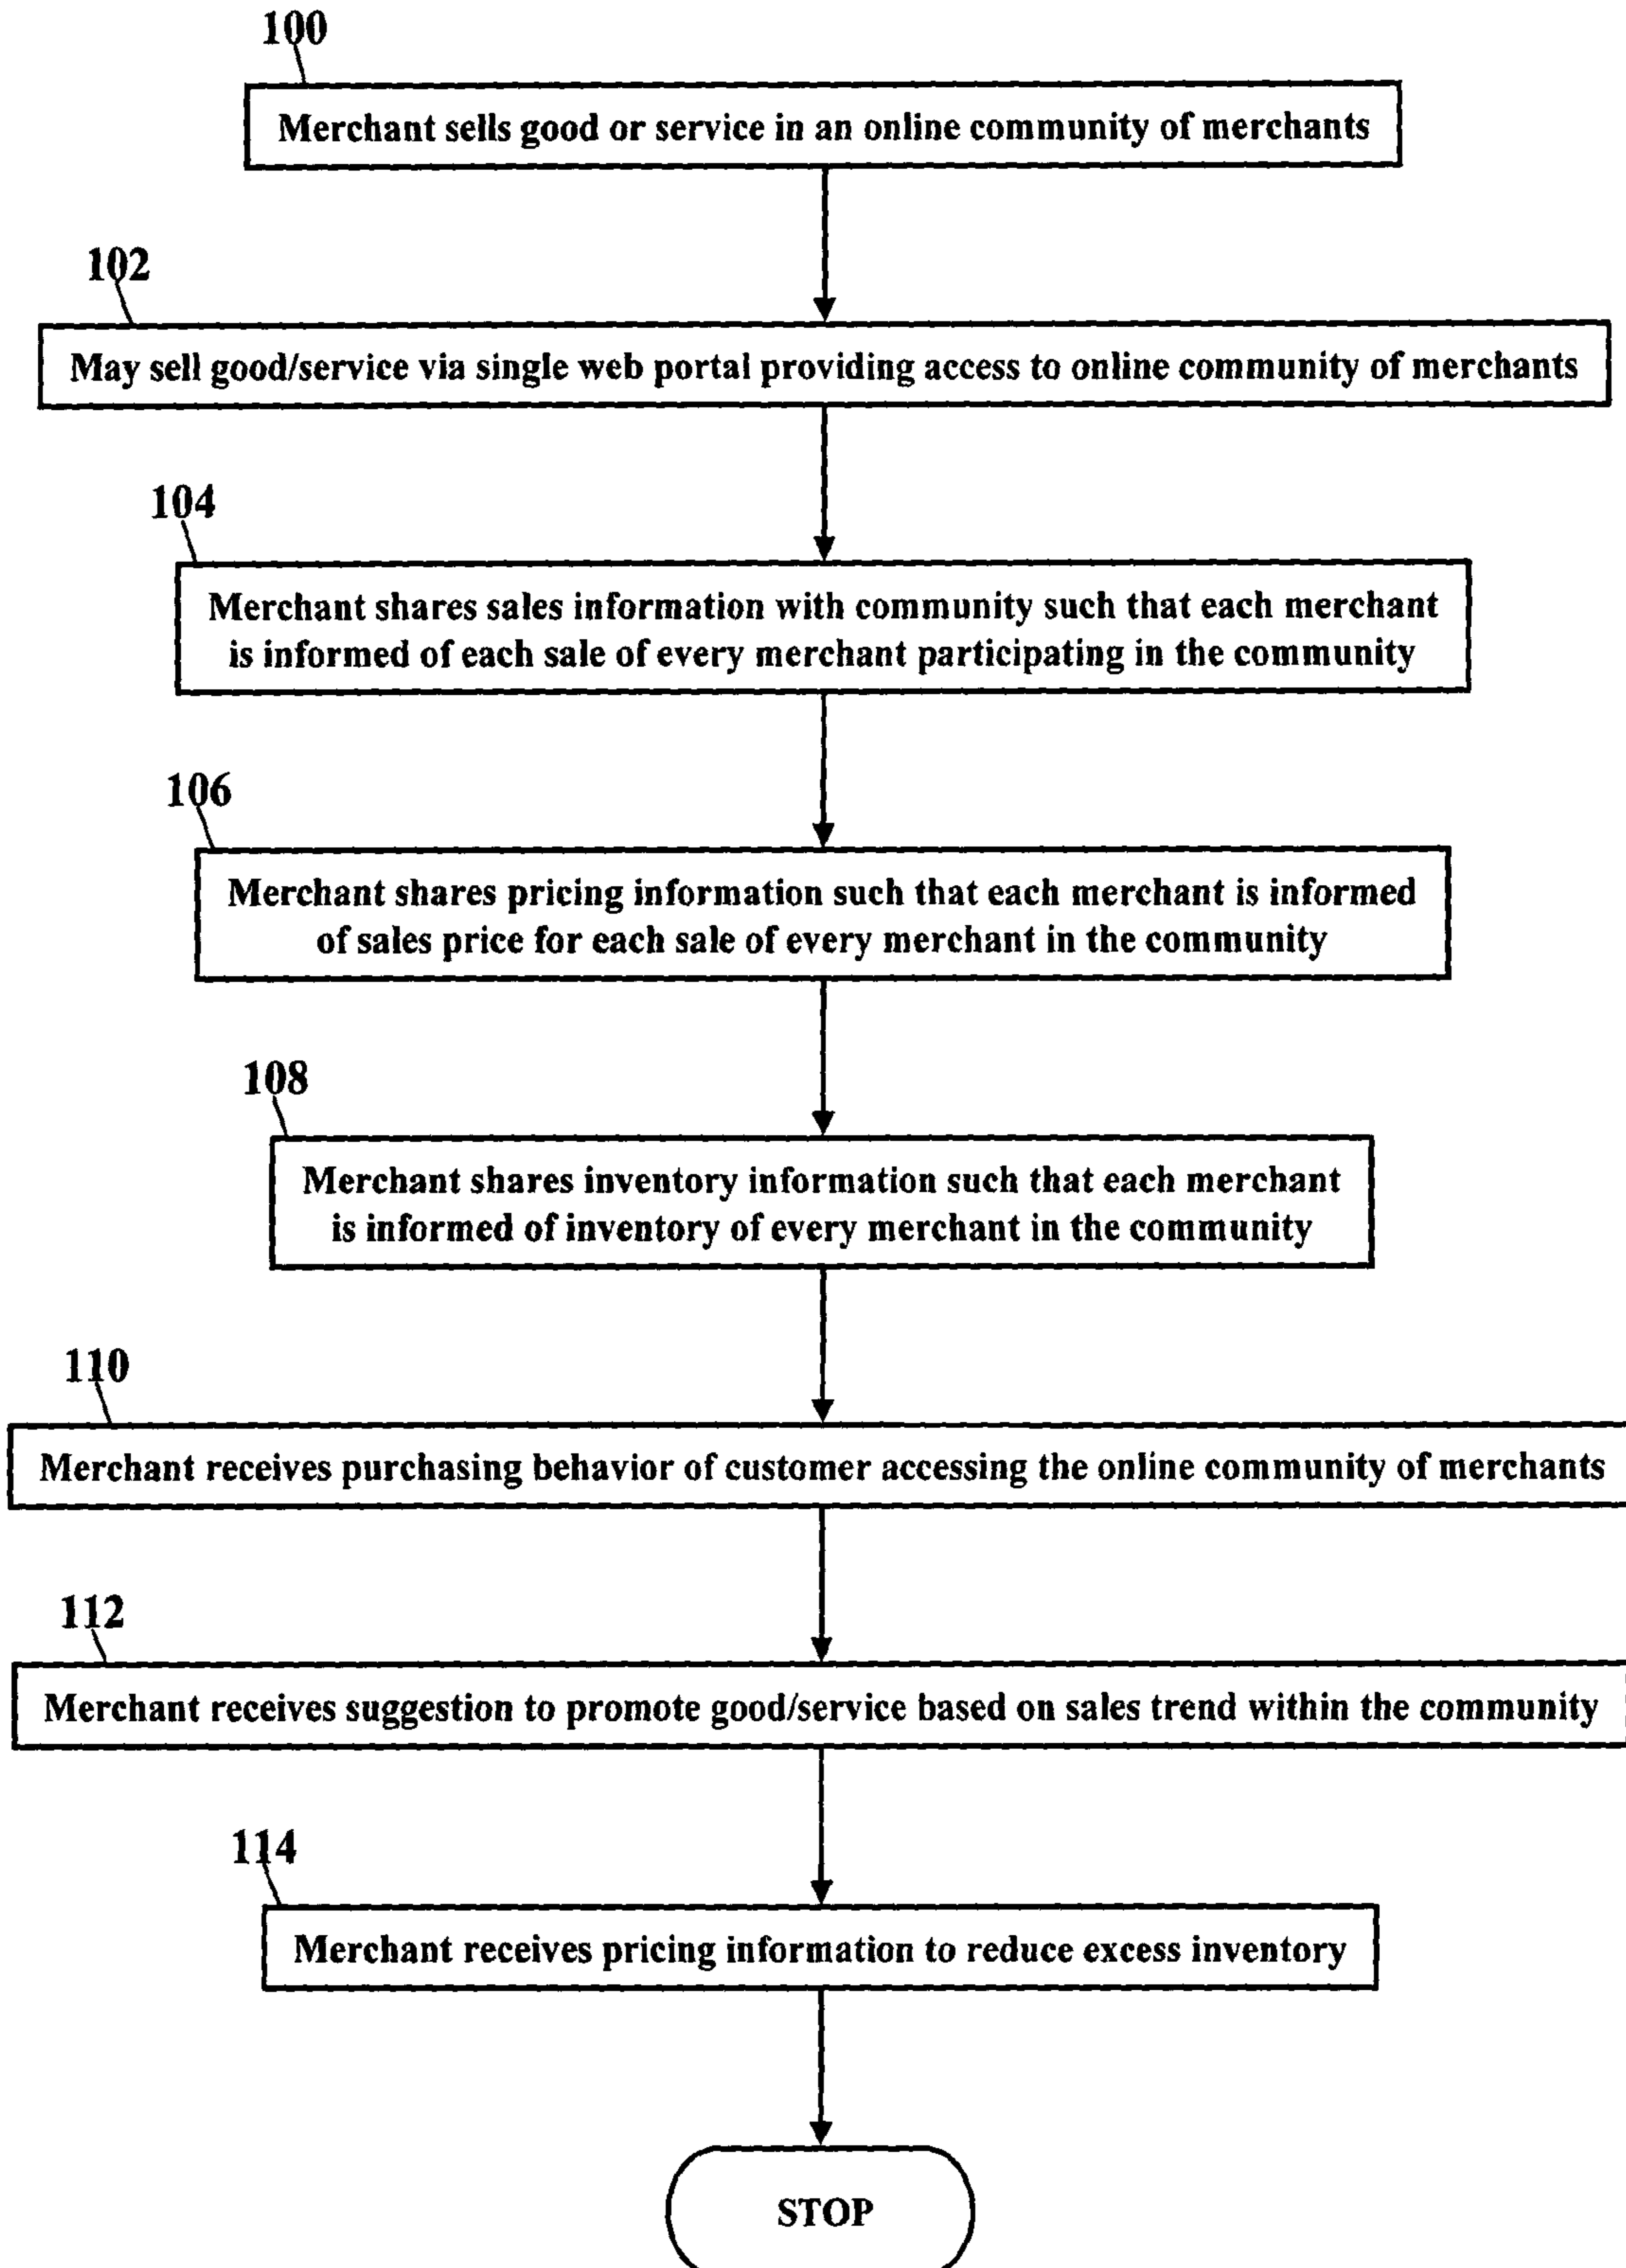 100
Merchant sells good or service in an online community of merchants
102
May sell good/service via single web portal providing access to online community of merchants
104
Merchant shares sales information with community such that each merchant
is informed of each sale of every merchant participating in the community
106
Merchant shares pricing information such that each merchant is informed
of sales price for each sale of every merchant in the community
108
Merchant shares inventory information such that each merchant
is informed of inventory of every merchant in the community
110
Merchant receives purchasing behavior of customer accessing the online community of merchants
112
Merchant receives suggestion to promote good/service based on sales trend within the community
114
Merchant receives pricing information to reduce excess inventory
STOP